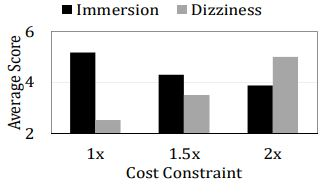 Immersion Dizziness
6
4
2
Average Score
1x 1.5x 2x
Cost Constraint